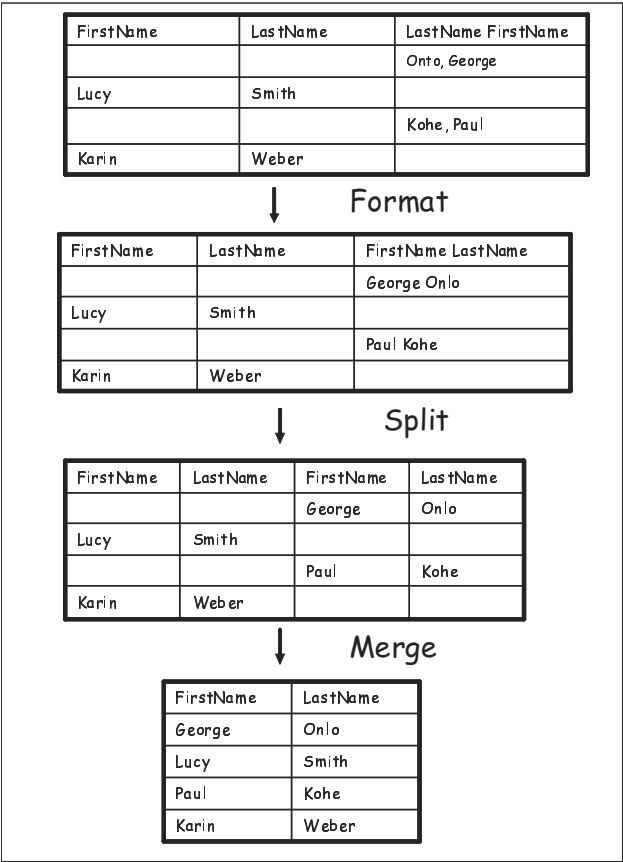 FirstName LastName LastName FirstName
Onto, George
Lucy Smith
Kohe, Paul
Karin Weber
Format
FirstName LastName FirstName LastName
George Onlo
Lucy Smith
Paul Kohe
Karin Weber
Split
FirstName LastName FirstName LastName
George Onlo
Lucy Smith
Paul Kohe
Karin Weber
Merge
FirstName LastName
George Onlo
Lucy Smith
Paul Kohe
Karin Weber